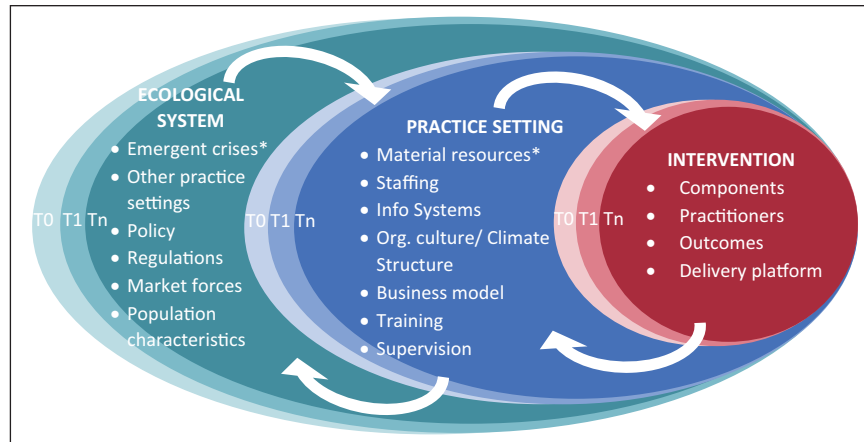 ECOLOGICAL
SYSTEM
• Emergent crises*
• Other practice
settings
• Policy
• Regulations
• Market forces
• Population
characteristics
T0 T1 Tn
PRACTICE SETTING
• Material resources*
• Staffing
• Info Systems
• Org. culture/ Climate
Structure
• Business model
• Training
• Supervision
T0 T1 Tn
INTERVENTION
• Components
• Practitioners
• Outcomes
• Delivery platform
T0 T1 Tn